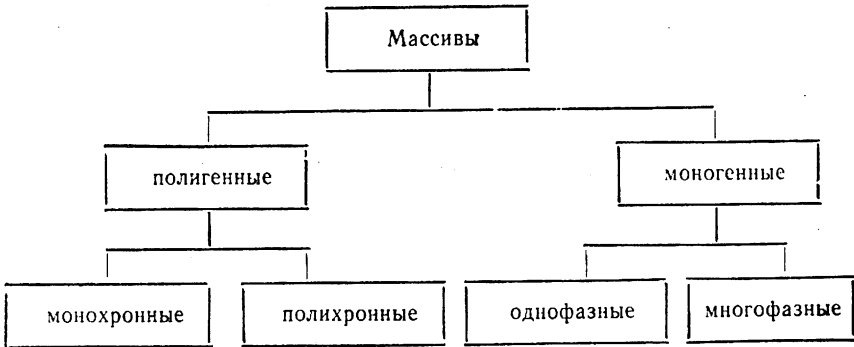 Массивы
полигенные
моногенные
монохронные
полихронные
однофазные
многофазные